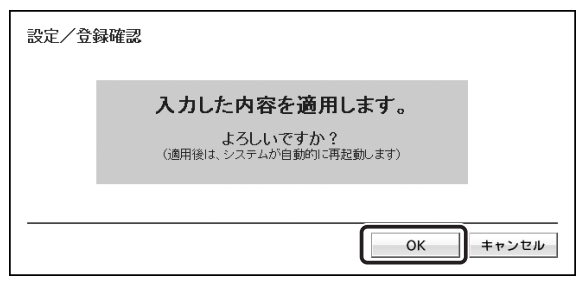 設定／登録確認
入力した内容を適用します。
よろしいですか？
（適用後は、システムが自動的に再起動します）
OK
キャンセル